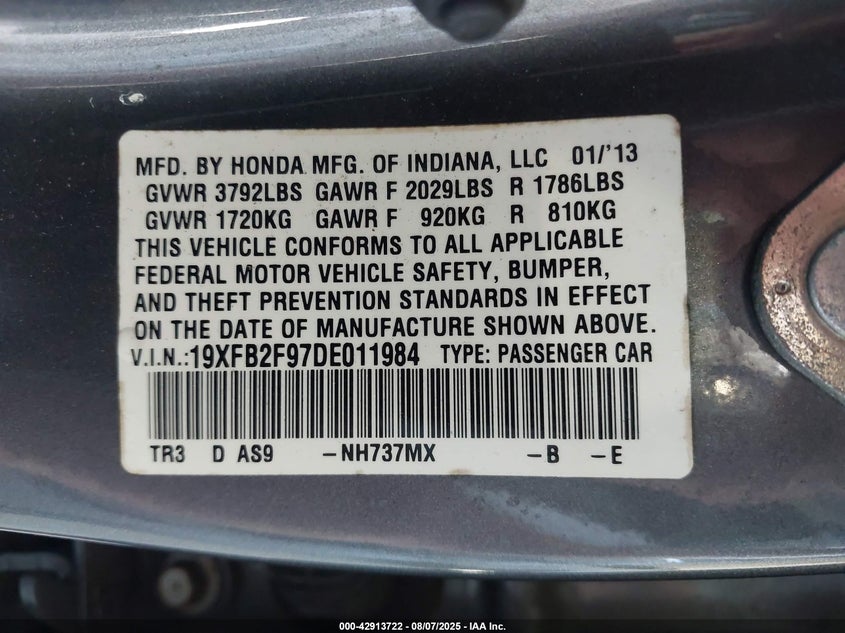 MFD. BY HONDA MFG. OF INDIANA, LLC 01/'13
GVWR 3792LBS GAWR F 2029LBS R 1786LBS
GVWR 1720KG GAWR F 920KG R 810KG
THIS VEHICLE CONFORMS TO ALL APPLICABLE
FEDERAL MOTOR VEHICLE SAFETY, BUMPER,
AND THEFT PREVENTION STANDARDS IN EFFECT
ON THE DATE OF MANUFACTURE SHOWN ABOVE.
V.I.N.:19XFB2F97DE011984 TYPE: PASSENGER CAR
TR3 D AS9 -NH737MX -B -E
000-42913722 - 08/07/2025 - IAA Inc.